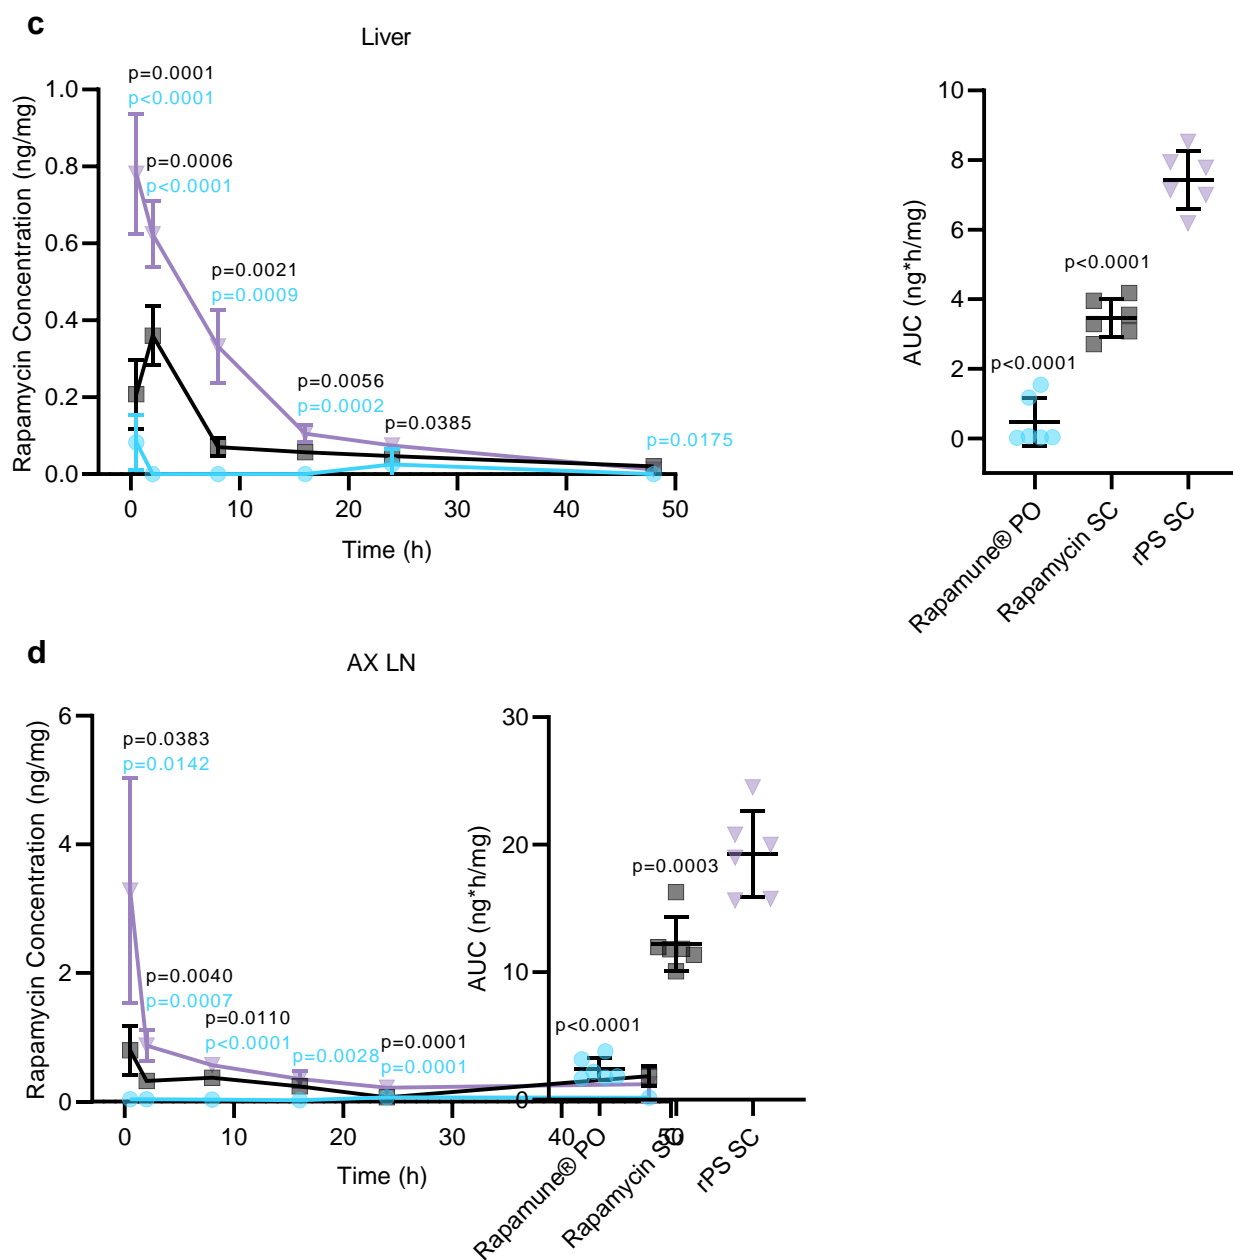 c
Liver
Rapamycin Concentration (ng/mg)
1.0
0.8
0.6
0.4
0.2
0.0
p=0.0001
p<0.0001
p=0.0006
p<0.0001
p=0.0021
p=0.0009
p=0.0056
p=0.0002
p=0.0385
p=0.0175
0 10 20 30 40 50
Time (h)
AUC (ng*h/mg)
10
8
6
4
2
0
p<0.0001
p<0.0001
Rapamune® PO
Rapamycin SC
rPS SC
d
AX LN
Rapamycin Concentration (ng/mg)
6
4
2
0
p=0.0383
p=0.0142
p=0.0040
p=0.0007
p=0.0110
p<0.0001
p=0.0028
p=0.0001
p=0.0001
0 10 20 30 40 50
Time (h)
AUC (ng*h/mg)
30
20
10
0
p<0.0001
p=0.0003
Rapamune® PO
Rapamycin SC
rPS SC